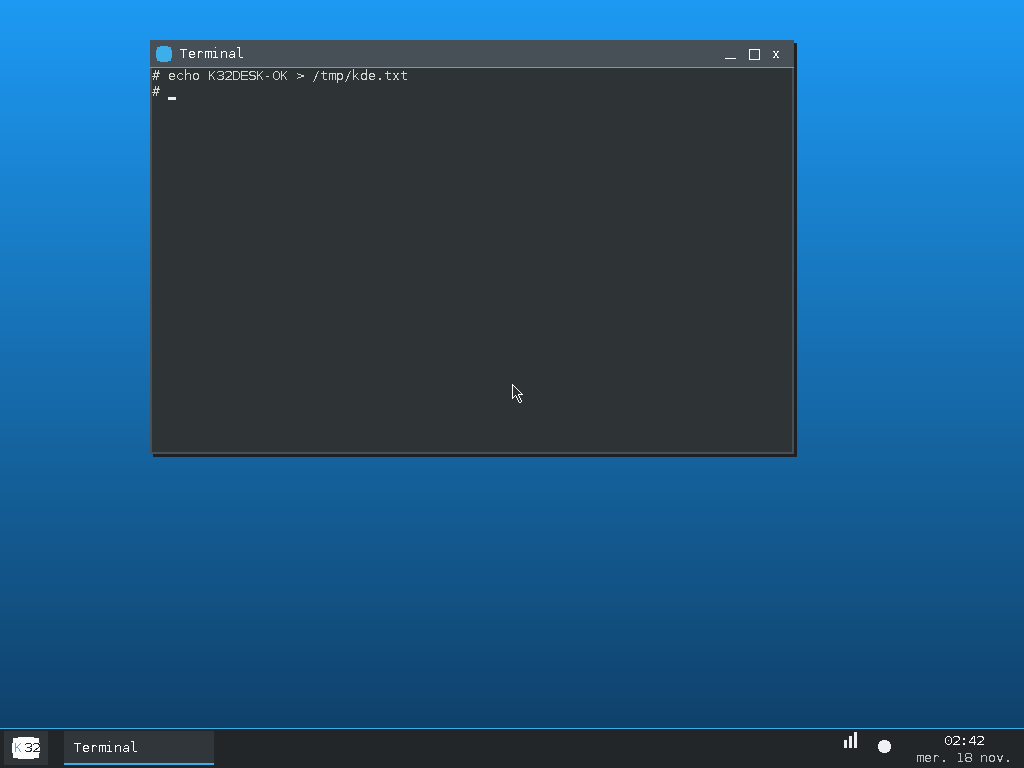 Terminal
# echo K32DESK-OK > /tmp/kde.txt
#
K32
Terminal
02:42
mer. 18 nov.